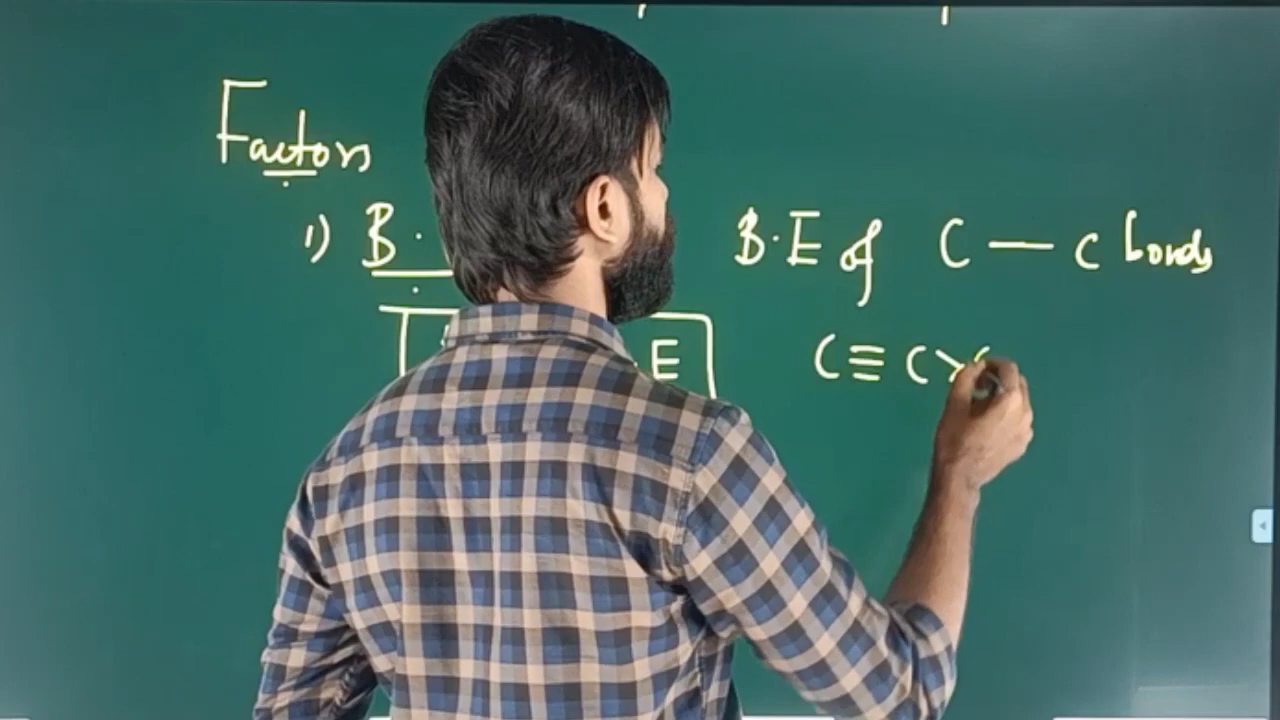 Factors
1) B. B.E of C — C bonds
E C ≡ C > C